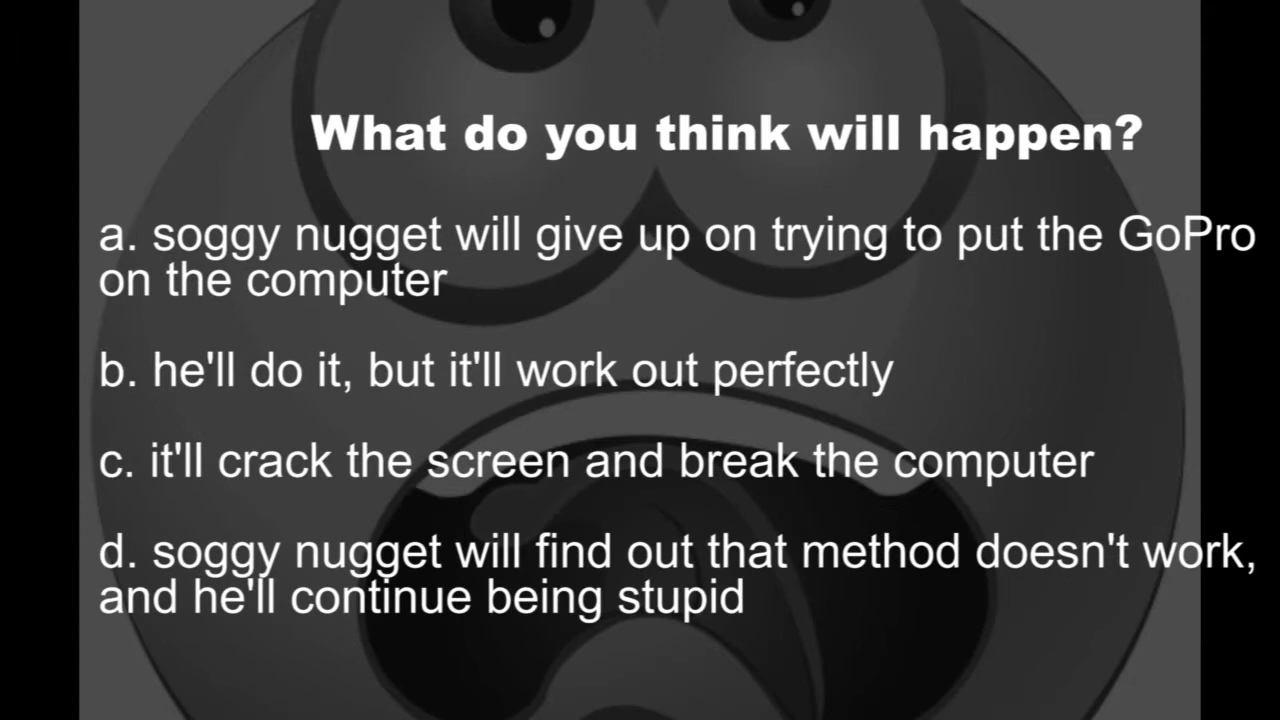 What do you think will happen?
a. soggy nugget will give up on trying to put the GoPro
on the computer
b. he'll do it, but it'll work out perfectly
c. it'll crack the screen and break the computer
d. soggy nugget will find out that method doesn't work,
and he'll continue being stupid